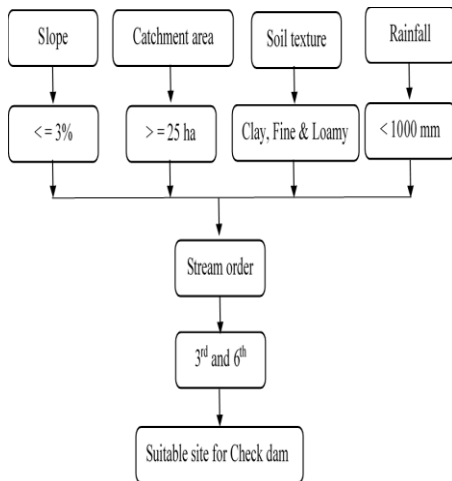 Slope
Catchment area
Soil texture
Rainfall
< = 3%
> = 25 ha
Clay, Fine & Loamy
< 1000 mm
Stream order
3rd and 6th
Suitable site for Check dam